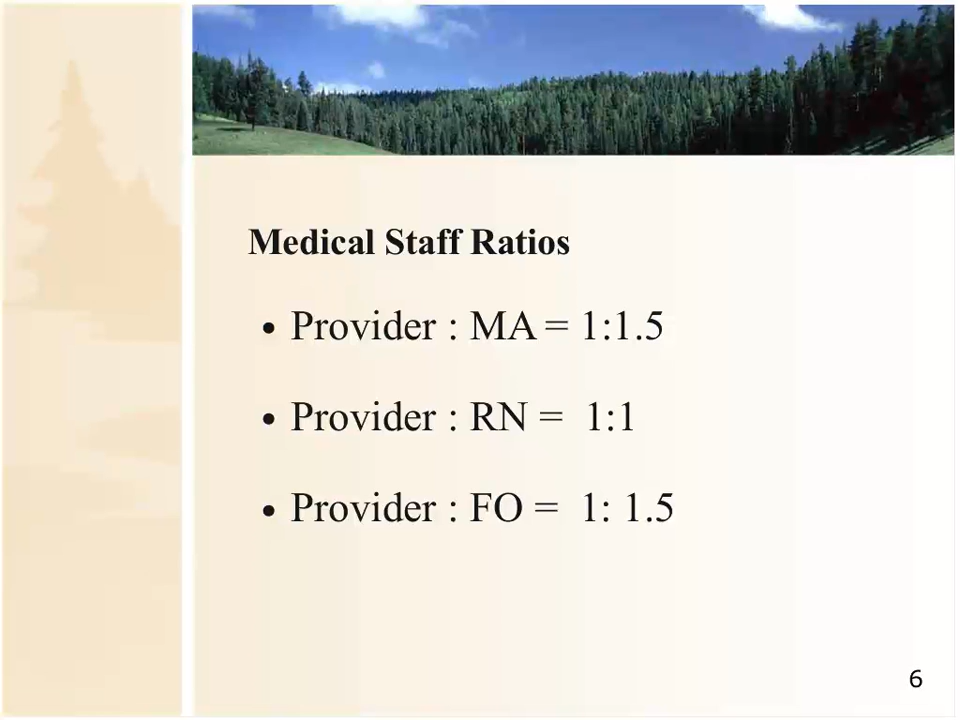 Medical Staff Ratios
• Provider : MA = 1:1.5
• Provider : RN = 1:1
• Provider : FO = 1: 1.5
6